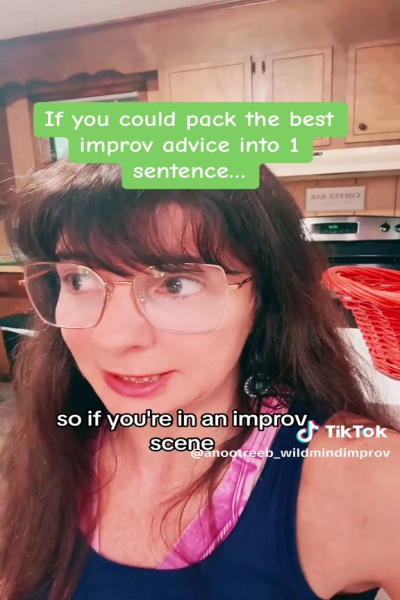 If you could pack the best
improv advice into 1
sentence...
COFFEE BAR
so if you're in an improv
scene
TikTok
@anootreeb_wildmindimprov